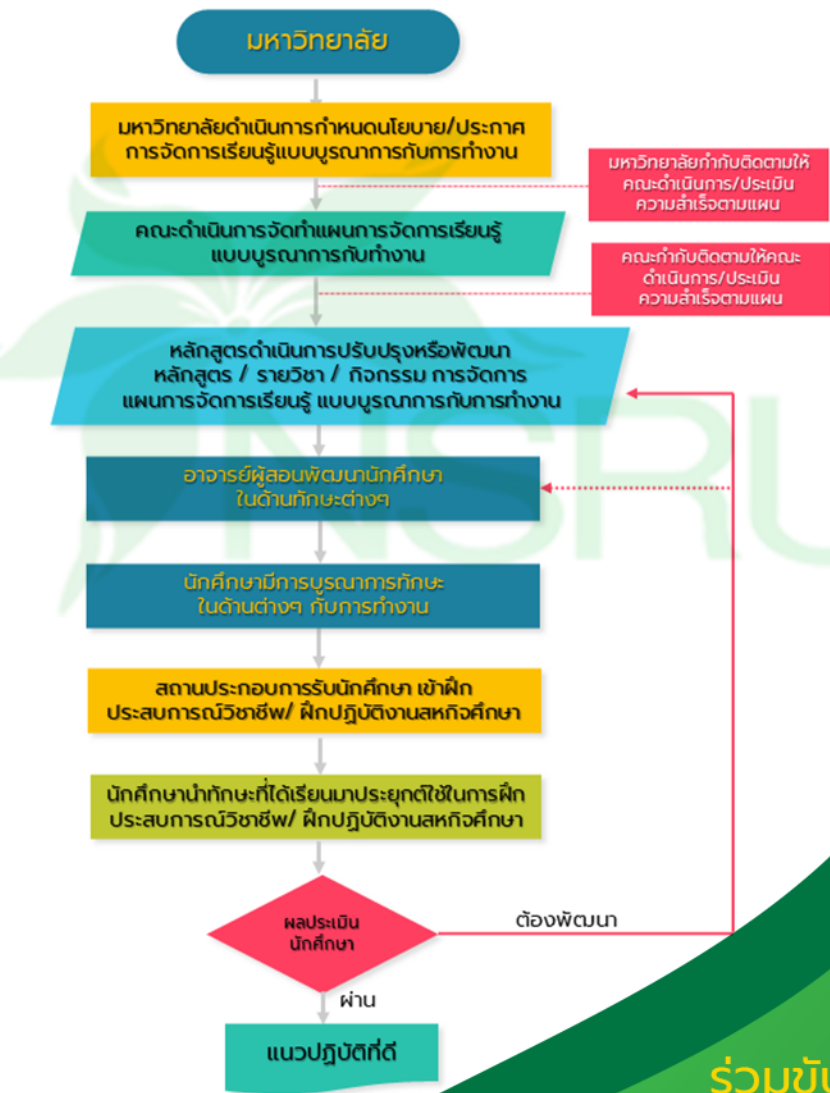 มหาวิทยาลัย
มหาวิทยาลัยดำเนินการกำหนดนโยบาย/ประกาศ
การจัดการเรียนรู้แบบบูรณาการกับการทำงาน
มหาวิทยาลัยกำกับติดตามให้
คณะดำเนินการ/ประเมิน
ความสำเร็จตามแผน
คณะดำเนินการจัดทำแผนการจัดการเรียนรู้
แบบบูรณาการกับทำงาน
คณะกำกับติดตามให้คณะ
ดำเนินการ/ประเมิน
ความสำเร็จตามแผน
หลักสูตรดำเนินการปรับปรุงหรือพัฒนา
หลักสูตร / รายวิชา / กิจกรรม การจัดการ
แผนการจัดการเรียนรู้ แบบบูรณาการกับการทำงาน
อาจารย์ผู้สอนพัฒนานักศึกษา
ในด้านทักษะต่างๆ
NSRU
นักศึกษามีการบูรณาการทักษะ
ในด้านต่างๆ กับการทำงาน
สถานประกอบการรับนักศึกษา เข้าฝึก
ประสบการณ์วิชาชีพ/ ฝึกปฏิบัติงานสหกิจศึกษา
นักศึกษานำทักษะที่ได้เรียนมาประยุกต์ใช้ในการฝึก
ประสบการณ์วิชาชีพ/ ฝึกปฏิบัติงานสหกิจศึกษา
ผลประเมิน
นักศึกษา
ต้องพัฒนา
ผ่าน
แนวปฏิบัติที่ดี